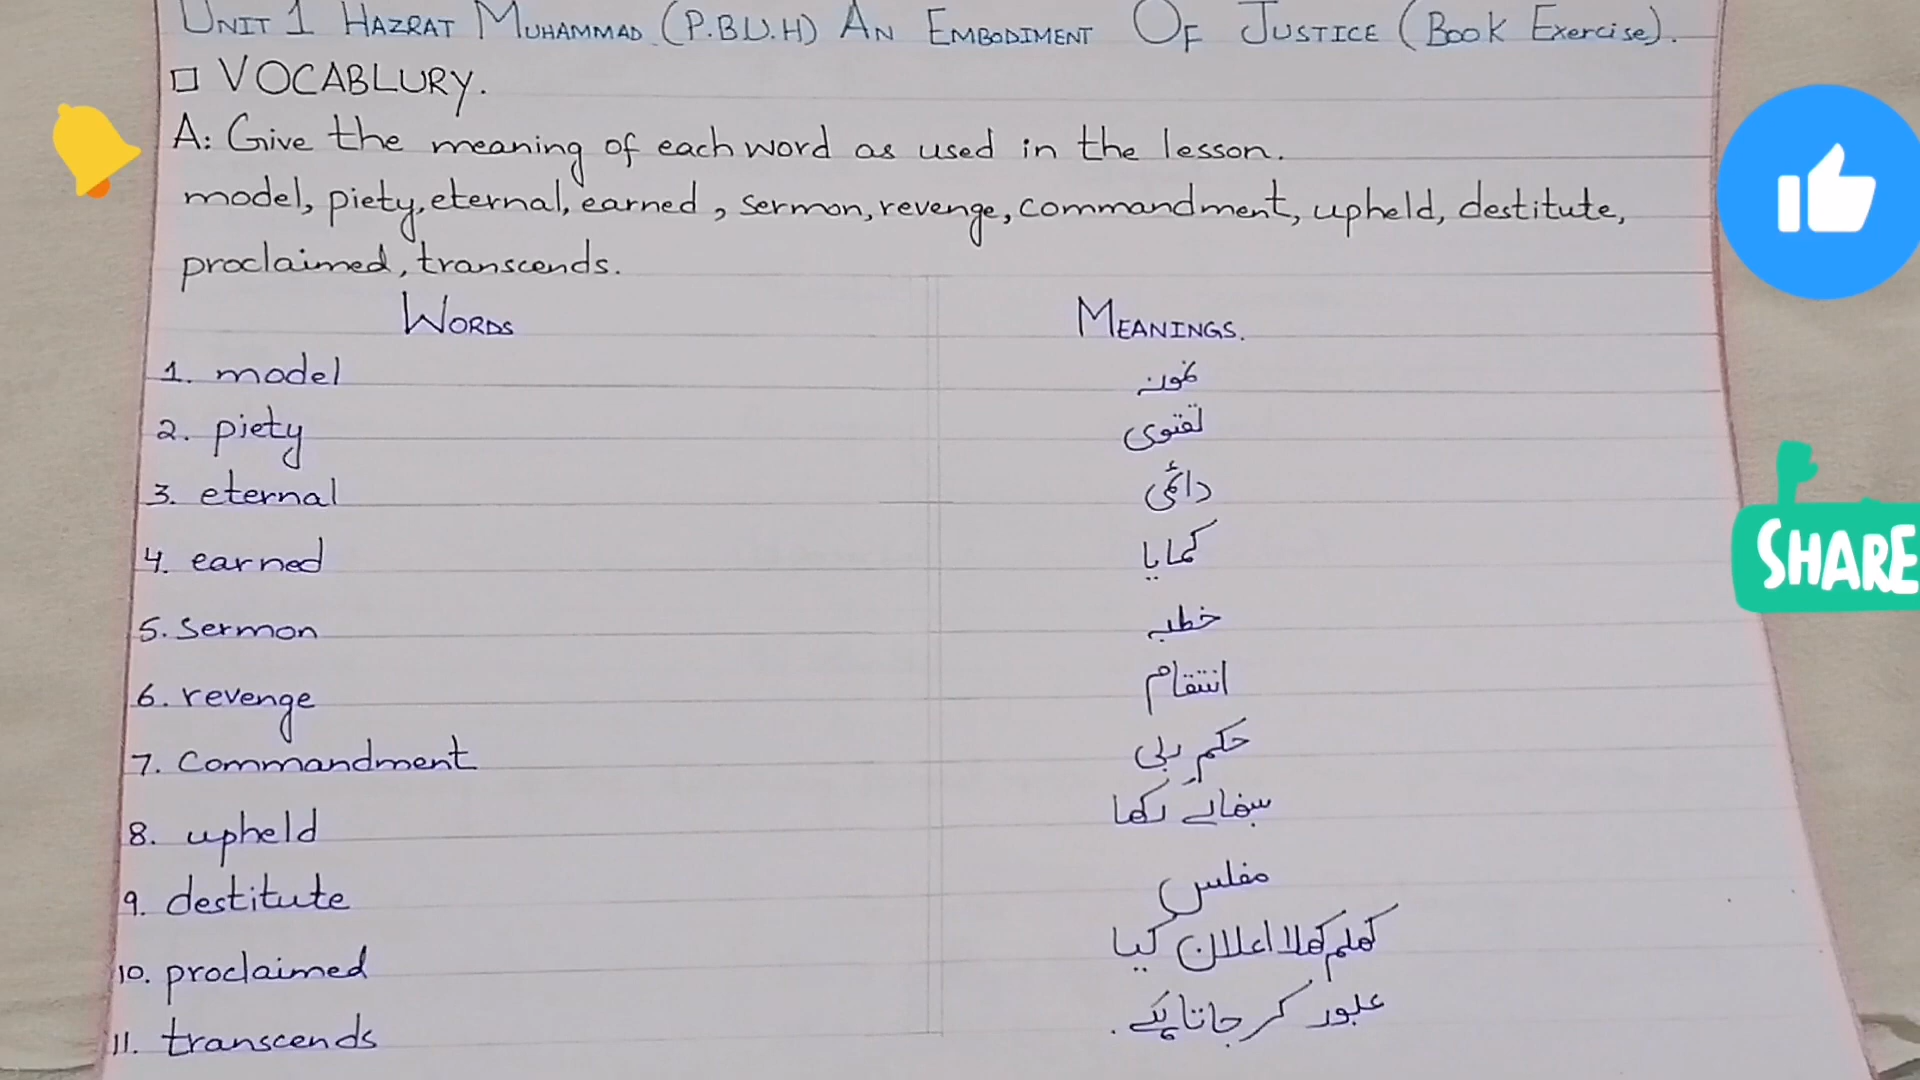 UNIT 1 HAZRAT MUHAMMAD (P.B.U.H) AN EMBODIMENT OF JUSTICE (Book Exercise).
VOCABLURY.
A: Give the meaning of each word as used in the lesson.
model, piety, eternal, earned, sermon, revenge, commandment, upheld, destitute,
proclaimed, transcends.
WORDS MEANINGS.
1. model نمونہ
2. piety تقوی
3. eternal دائمی
4. earned کمایا
5. Sermon خطبہ
6. revenge انتقام
7. Commandment حکم ربی
8. upheld سنبھالے رکھا
9. destitute مفلس
10. proclaimed کھلم کھلا اعلان کیا
11. transcends عبور کر جاتا ہے.
SHARE